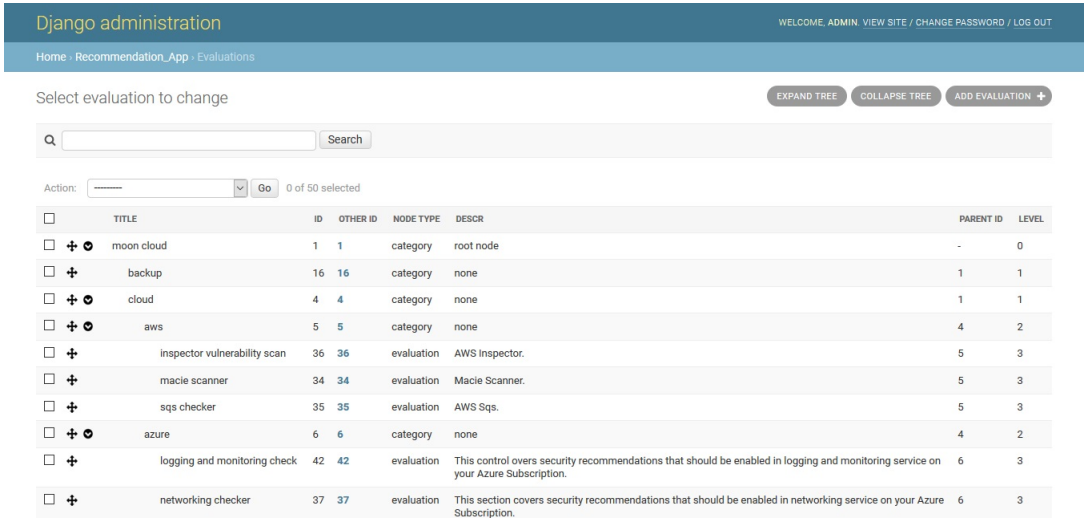 Django administration
WELCOME, ADMIN. VIEW SITE / CHANGE PASSWORD / LOG OUT
Home › Recommendation_App › Evaluations
Select evaluation to change
EXPAND TREE COLLAPSE TREE ADD EVALUATION +
Search
Action: --------- Go 0 of 50 selected
TITLE ID OTHER ID NODE TYPE DESCR PARENT ID LEVEL
moon cloud 1 1 category root node - 0
backup 16 16 category none 1 1
cloud 4 4 category none 1 1
aws 5 5 category none 4 2
inspector vulnerability scan 36 36 evaluation AWS Inspector. 5 3
macie scanner 34 34 evaluation Macie Scanner. 5 3
sqs checker 35 35 evaluation AWS Sqs. 5 3
azure 6 6 category none 4 2
logging and monitoring check 42 42 evaluation This control overs security recommendations that should be enabled in logging and monitoring service on 6 3
your Azure Subscription.
networking checker 37 37 evaluation This section covers security recommendations that should be enabled in networking service on your Azure 6 3
Subscription.